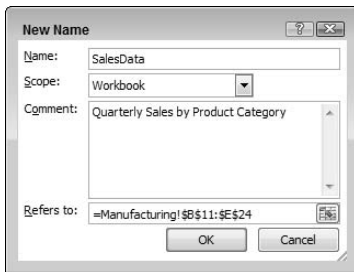 New Name
Name: SalesData
Scope: Workbook
Comment: Quarterly Sales by Product Category
Refers to: =Manufacturing!$B$11:$E$24
OK Cancel